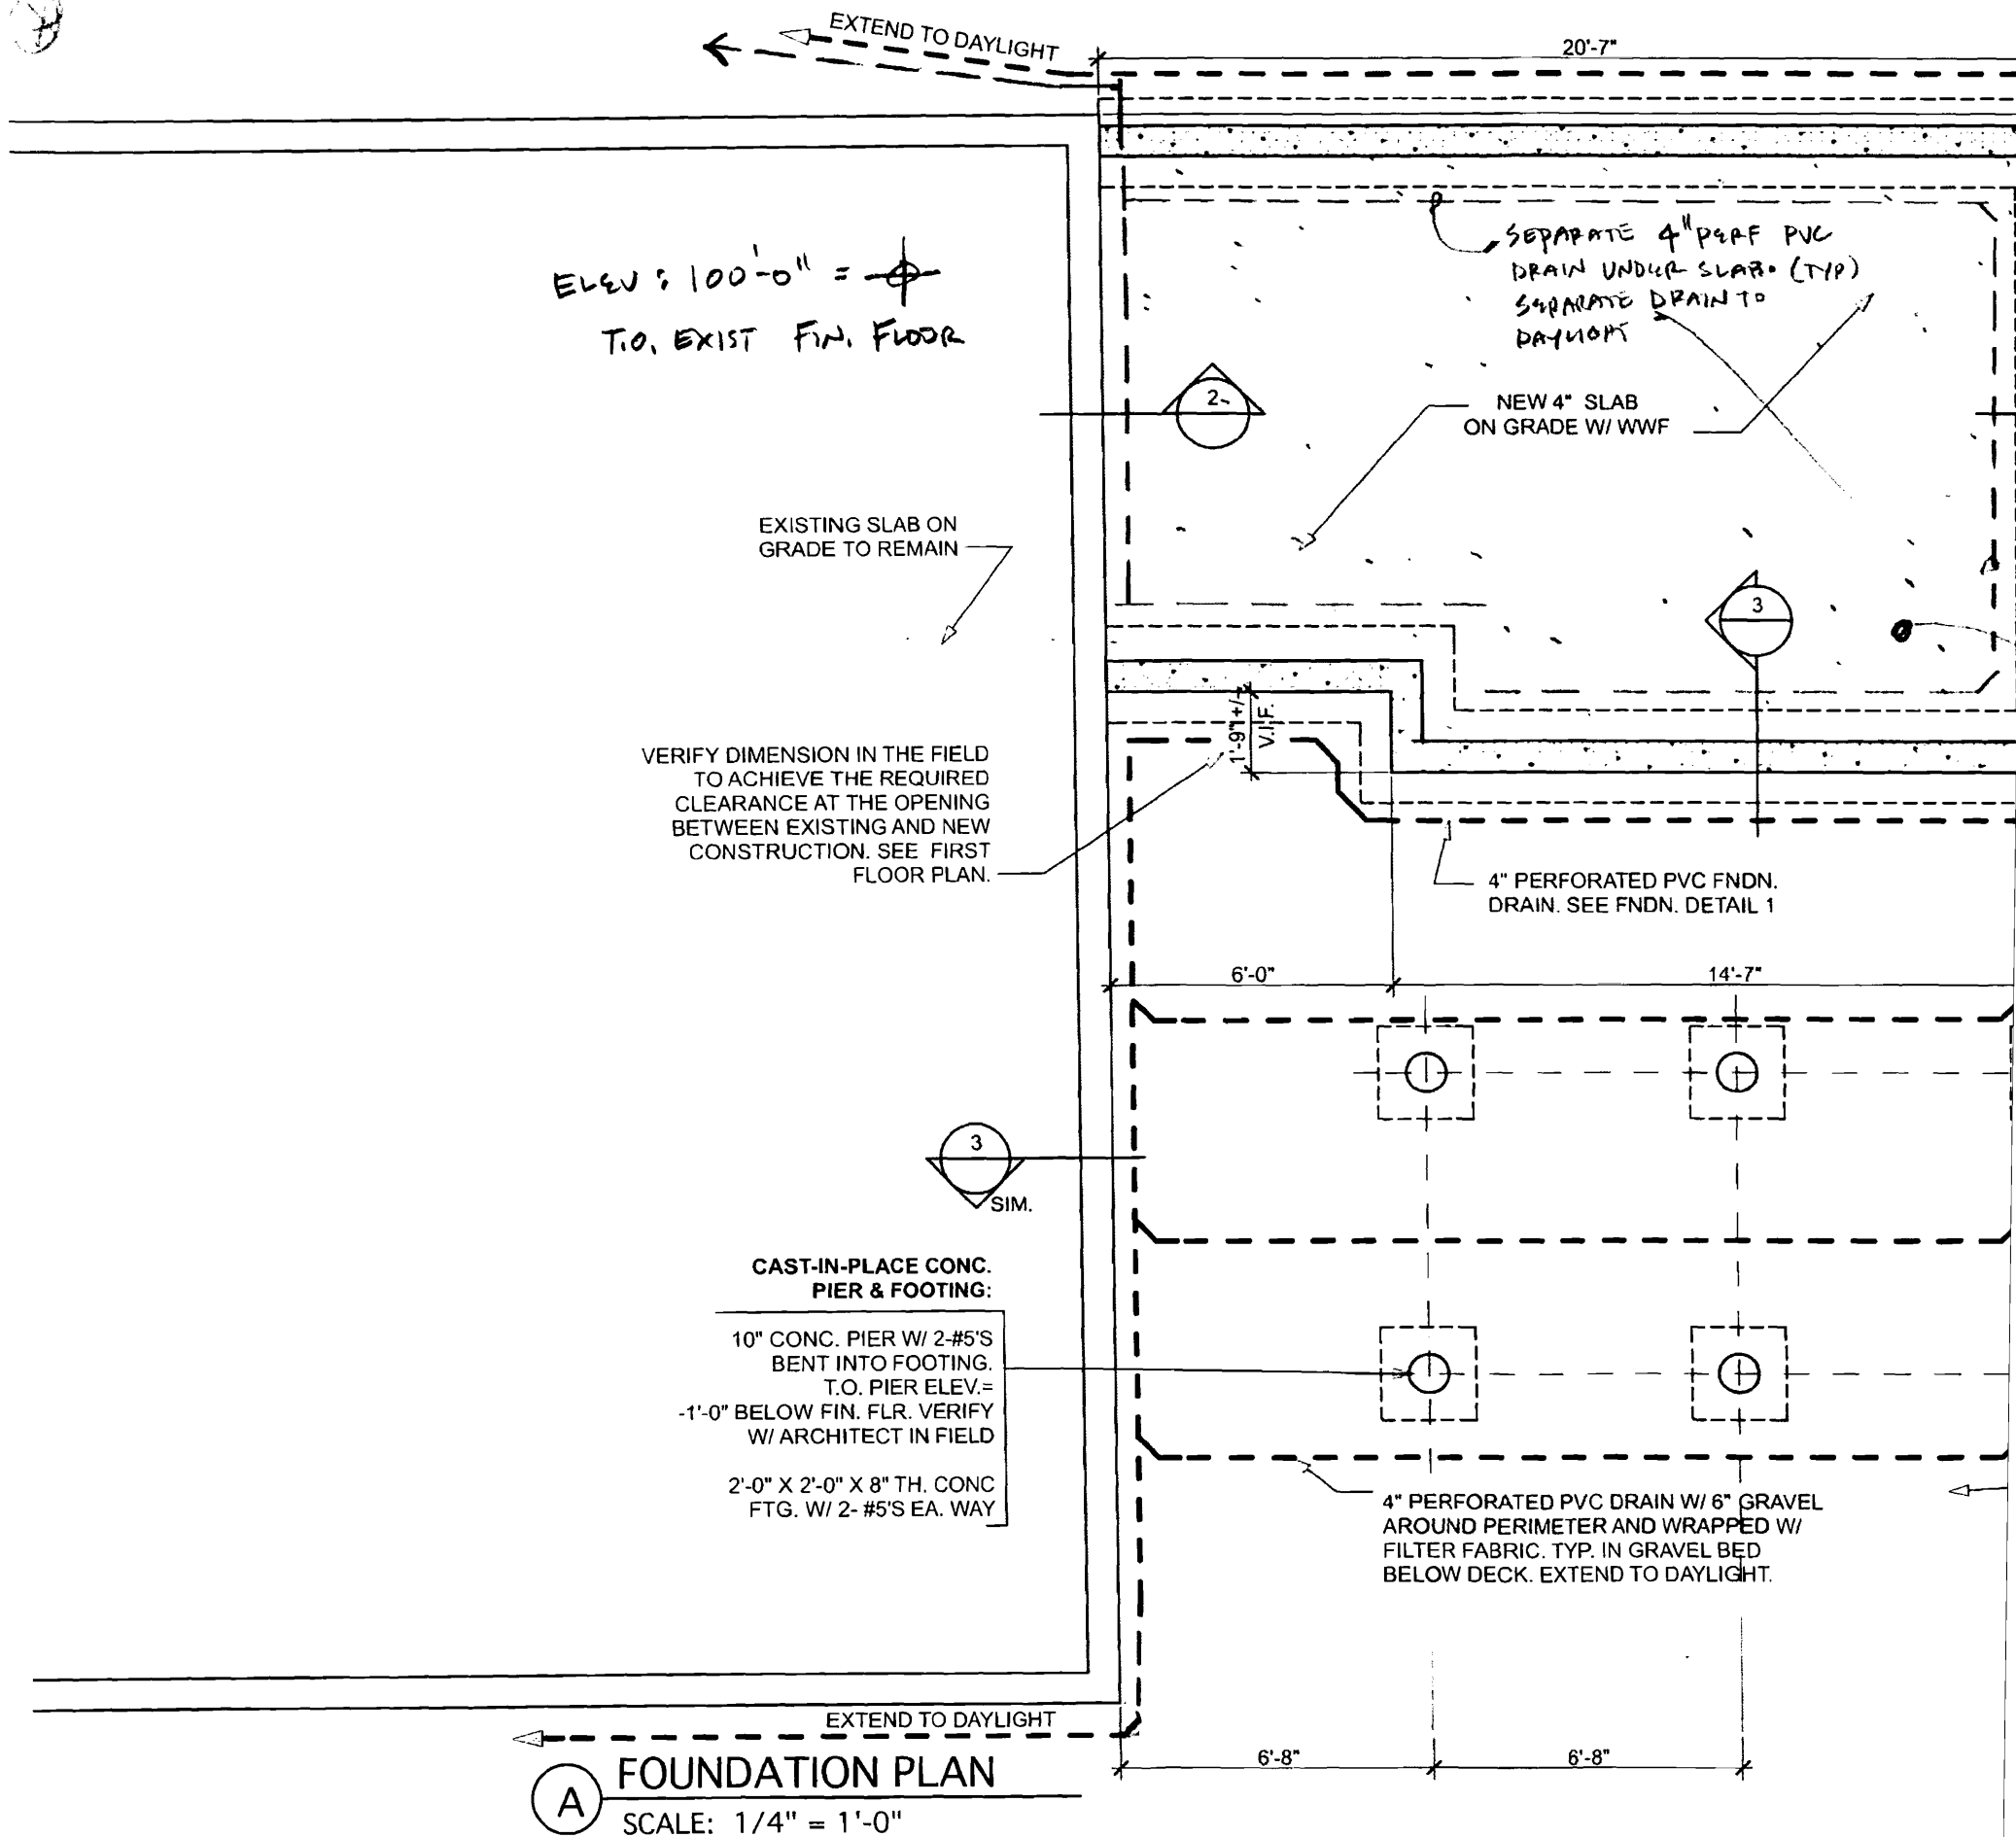 EXTEND TO DAYLIGHT
20'-7"
ELEV: 100'-0" =
T.O. EXIST FIN. FLOOR
SEPARATE 4" PERF PVC
DRAIN UNDER SLAB. (TYP)
SEPARATE DRAIN TO
DAYLIGHT
2
NEW 4" SLAB
ON GRADE W/ WWF
EXISTING SLAB ON
GRADE TO REMAIN
3
1'-9" +/-
V.I.F.
VERIFY DIMENSION IN THE FIELD
TO ACHIEVE THE REQUIRED
CLEARANCE AT THE OPENING
BETWEEN EXISTING AND NEW
CONSTRUCTION. SEE FIRST
FLOOR PLAN.
4" PERFORATED PVC FNDN.
DRAIN. SEE FNDN. DETAIL 1
6'-0"
14'-7"
3
SIM.
CAST-IN-PLACE CONC.
PIER & FOOTING:
10" CONC. PIER W/ 2-#5'S
BENT INTO FOOTING.
T.O. PIER ELEV.=
-1'-0" BELOW FIN. FLR. VERIFY
W/ ARCHITECT IN FIELD
2'-0" X 2'-0" X 8" TH. CONC
FTG. W/ 2- #5'S EA. WAY
4" PERFORATED PVC DRAIN W/ 6" GRAVEL
AROUND PERIMETER AND WRAPPED W/
FILTER FABRIC. TYP. IN GRAVEL BED
BELOW DECK. EXTEND TO DAYLIGHT.
EXTEND TO DAYLIGHT
6'-8"
6'-8"
A
FOUNDATION PLAN
SCALE: 1/4" = 1'-0"